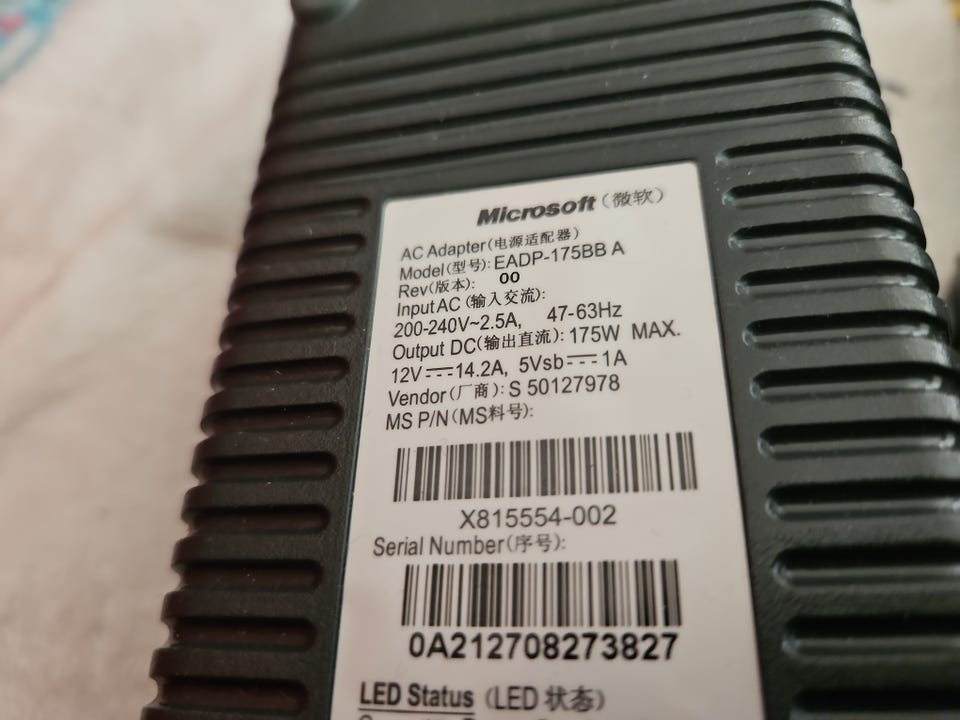 Microsoft (微软)
AC Adapter(电源适配器)
Model(型号): EADP-175BB A
Rev(版本): 00
Input AC (输入交流):
200-240V~2.5A, 47-63Hz
Output DC(输出直流): 175W MAX.
12V⎓14.2A, 5Vsb⎓1A
Vendor(厂商): S 50127978
MS P/N(MS料号):
X815554-002
Serial Number(序号):
0A212708273827
LED Status (LED 状态)